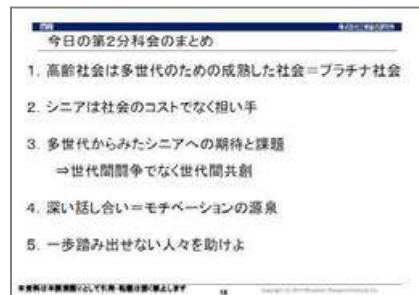 今日の第2分科会のまとめ
1. 高齢社会は多世代のための成熟した社会＝プラチナ社会
2. シニアは社会のコストでなく担い手
3. 多世代からみたシニアへの期待と課題
⇒世代間闘争でなく世代間共創
4. 深い話し合い＝モチベーションの源泉
5. 一歩踏み出せない人々を助けよ